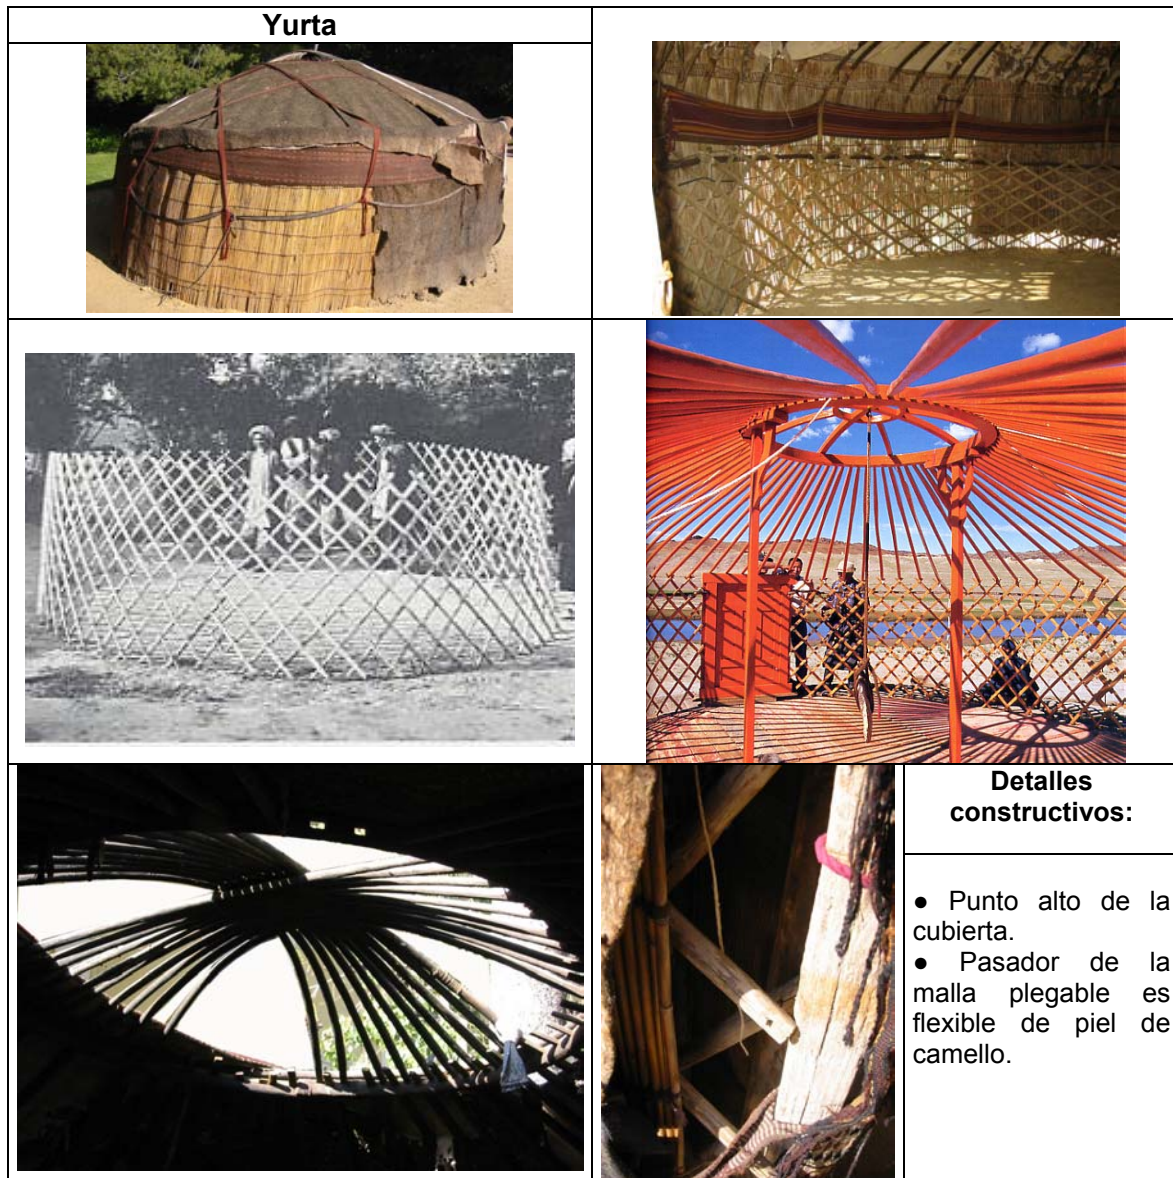 Yurta
Detalles
constructivos:
● Punto alto de la
cubierta.
● Pasador de la
malla plegable es
flexible de piel de
camello.